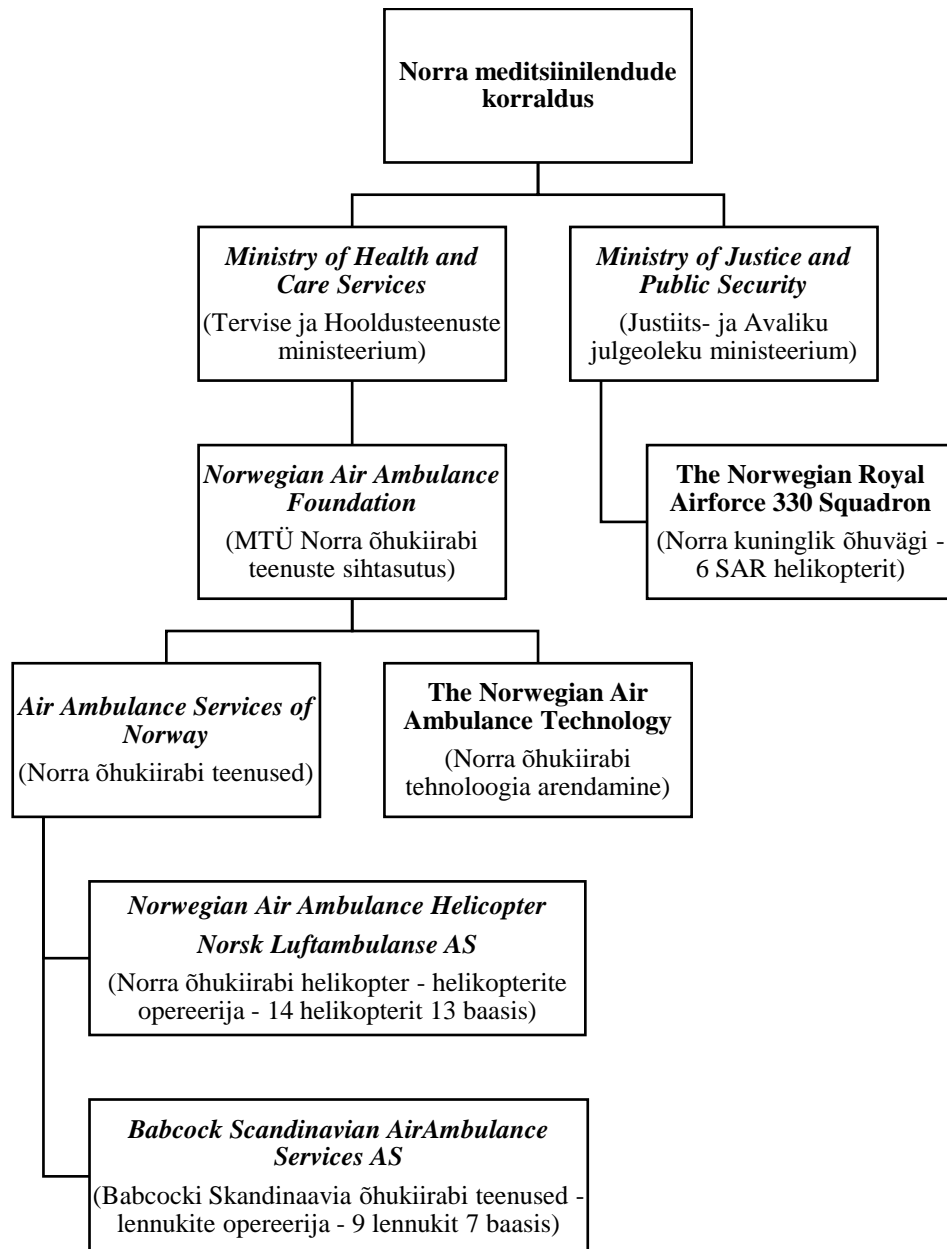 Norra meditsiinilendude
korraldus
Ministry of Health and
Care Services
(Tervise ja Hooldusteenuste
ministeerium)
Ministry of Justice and
Public Security
(Justiits- ja Avaliku
julgeoleku ministeerium)
Norwegian Air Ambulance
Foundation
(MTÜ Norra õhukiirabi
teenuste sihtasutus)
The Norwegian Royal
Airforce 330 Squadron
(Norra kuninglik õhuvägi -
6 SAR helikopterit)
Air Ambulance Services of
Norway
(Norra õhukiirabi teenused)
The Norwegian Air
Ambulance Technology
(Norra õhukiirabi
tehnoloogia arendamine)
Norwegian Air Ambulance Helicopter
Norsk Luftambulanse AS
(Norra õhukiirabi helikopter - helikopterite
opereerija - 14 helikopterit 13 baasis)
Babcock Scandinavian AirAmbulance
Services AS
(Babcocki Skandinaavia õhukiirabi teenused -
lennukite opereerija - 9 lennukit 7 baasis)